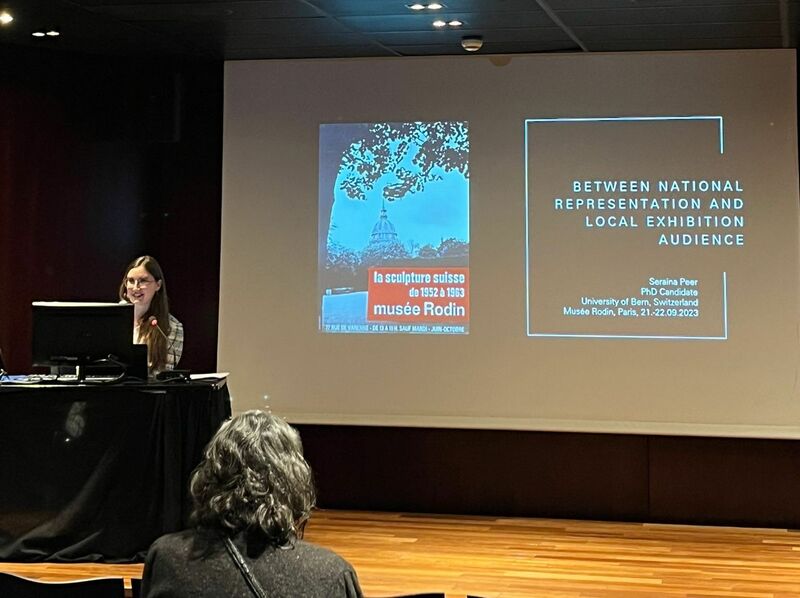 la sculpture suisse
de 1952 à 1963
musée Rodin
77 RUE DE VARENNE - DE 13 À 18 H. SAUF MARDI - JUIN-OCTOBRE
BETWEEN NATIONAL
REPRESENTATION AND
LOCAL EXHIBITION
AUDIENCE
Seraina Peer
PhD Candidate
University of Bern, Switzerland
Musée Rodin, Paris, 21.-22.09.2023